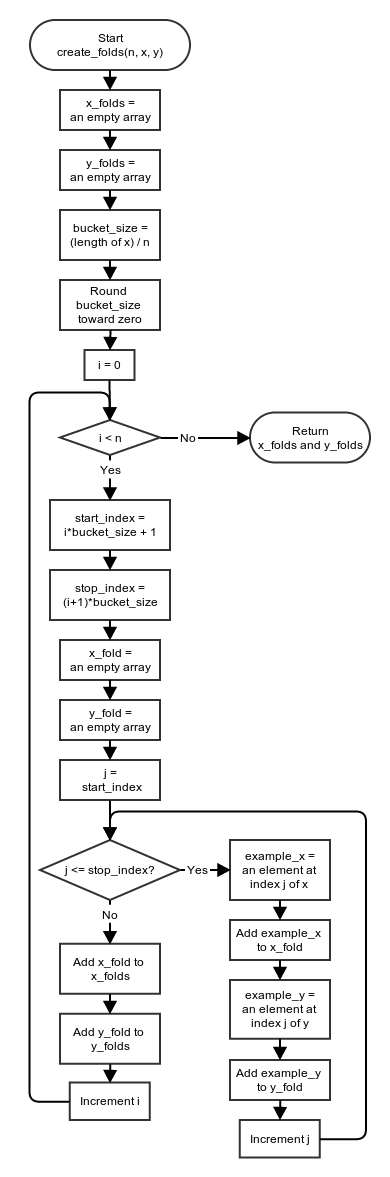 Start
create_folds(n, x, y)
x_folds =
an empty array
y_folds =
an empty array
bucket_size =
(length of x) / n
Round
bucket_size
toward zero
i = 0
i < n
No
Return
x_folds and y_folds
Yes
start_index =
i*bucket_size + 1
stop_index =
(i+1)*bucket_size
x_fold =
an empty array
y_fold =
an empty array
j =
start_index
j <= stop_index?
Yes
example_x =
an element at
index j of x
Add example_x
to x_fold
example_y =
an element at
index j of y
Add example_y
to y_fold
Increment j
No
Add x_fold to
x_folds
Add y_fold to
y_folds
Increment i